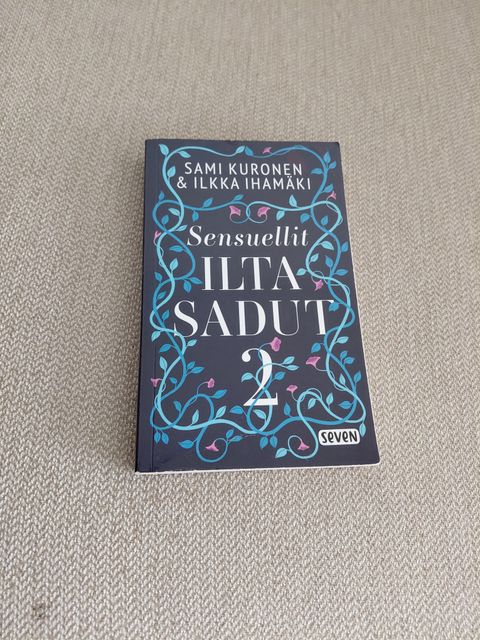 SAMI KURONEN
& ILKKA IHAMÄKI
Sensuellit
ILTA
SADUT
2
SEVEN